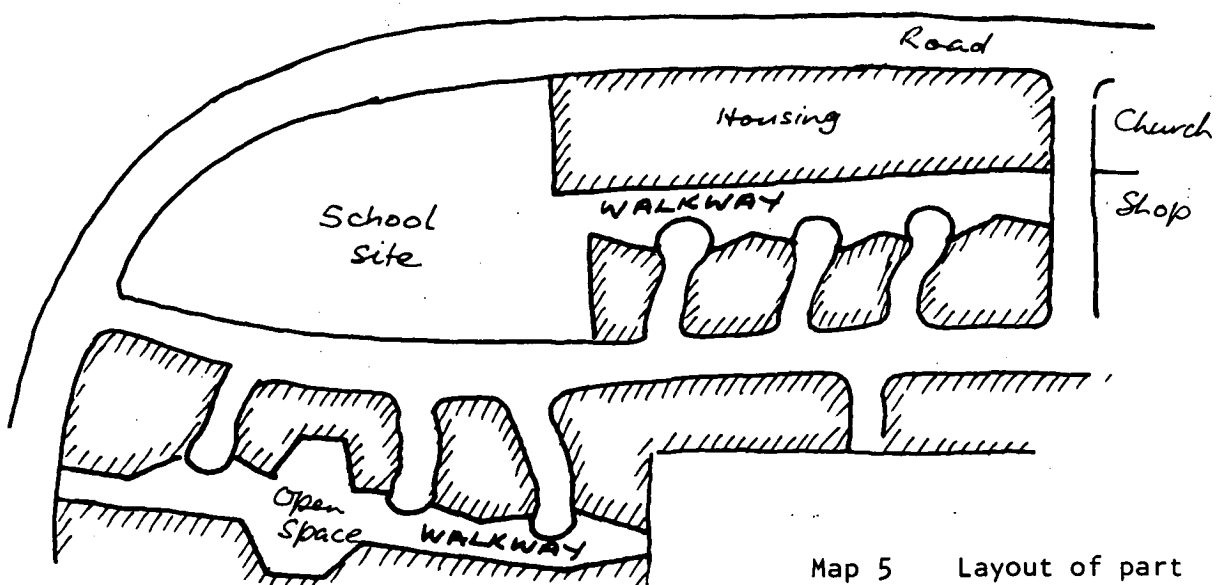 Road
Housing
Church
WALKWAY
Shop
School
site
Open
Space
WALKWAY
Map 5 Layout of part